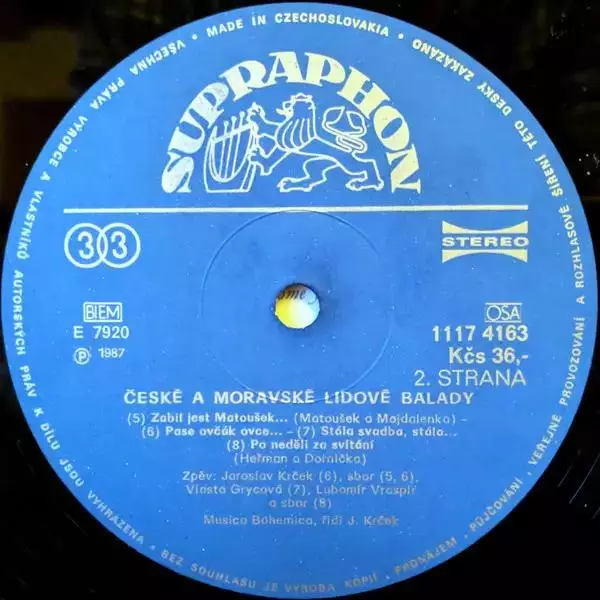 MADE IN CZECHOSLOVAKIA • VŠECHNA PRÁVA VÝROBCE A VLASTNÍKŮ AUTORSKÝCH PRÁV K DÍLU JSOU VYHRAZENA • BEZ SOUHLASU JE VÝROBA KOPIÍ, PRONÁJEM, PŮJČOVÁNÍ, VEŘEJNÉ PROVOZOVÁNÍ A ROZHLASOVÉ ŠÍŘENÍ TÉTO DESKY ZAKÁZÁNO
SUPRAPHON
33
STEREO
BIEM
E 7920
℗ 1987
OSA
1117 4163
Kčs 36,-
2. STRANA
ČESKÉ A MORAVSKÉ LIDOVÉ BALADY
(5) Zabit jest Matoušek... (Matoušek a Majdalenka) –
(6) Pase ovčák ovce... – (7) Stála svadba, stála...
(8) Po neděli za svítání
(Heřman a Dornička)
Zpěv: Jaroslav Krček (6), sbor (5, 6),
Vlasta Grycová (7), Lubomír Vraspír
a sbor (8)
Musica Bohemica, řídí J. Krček